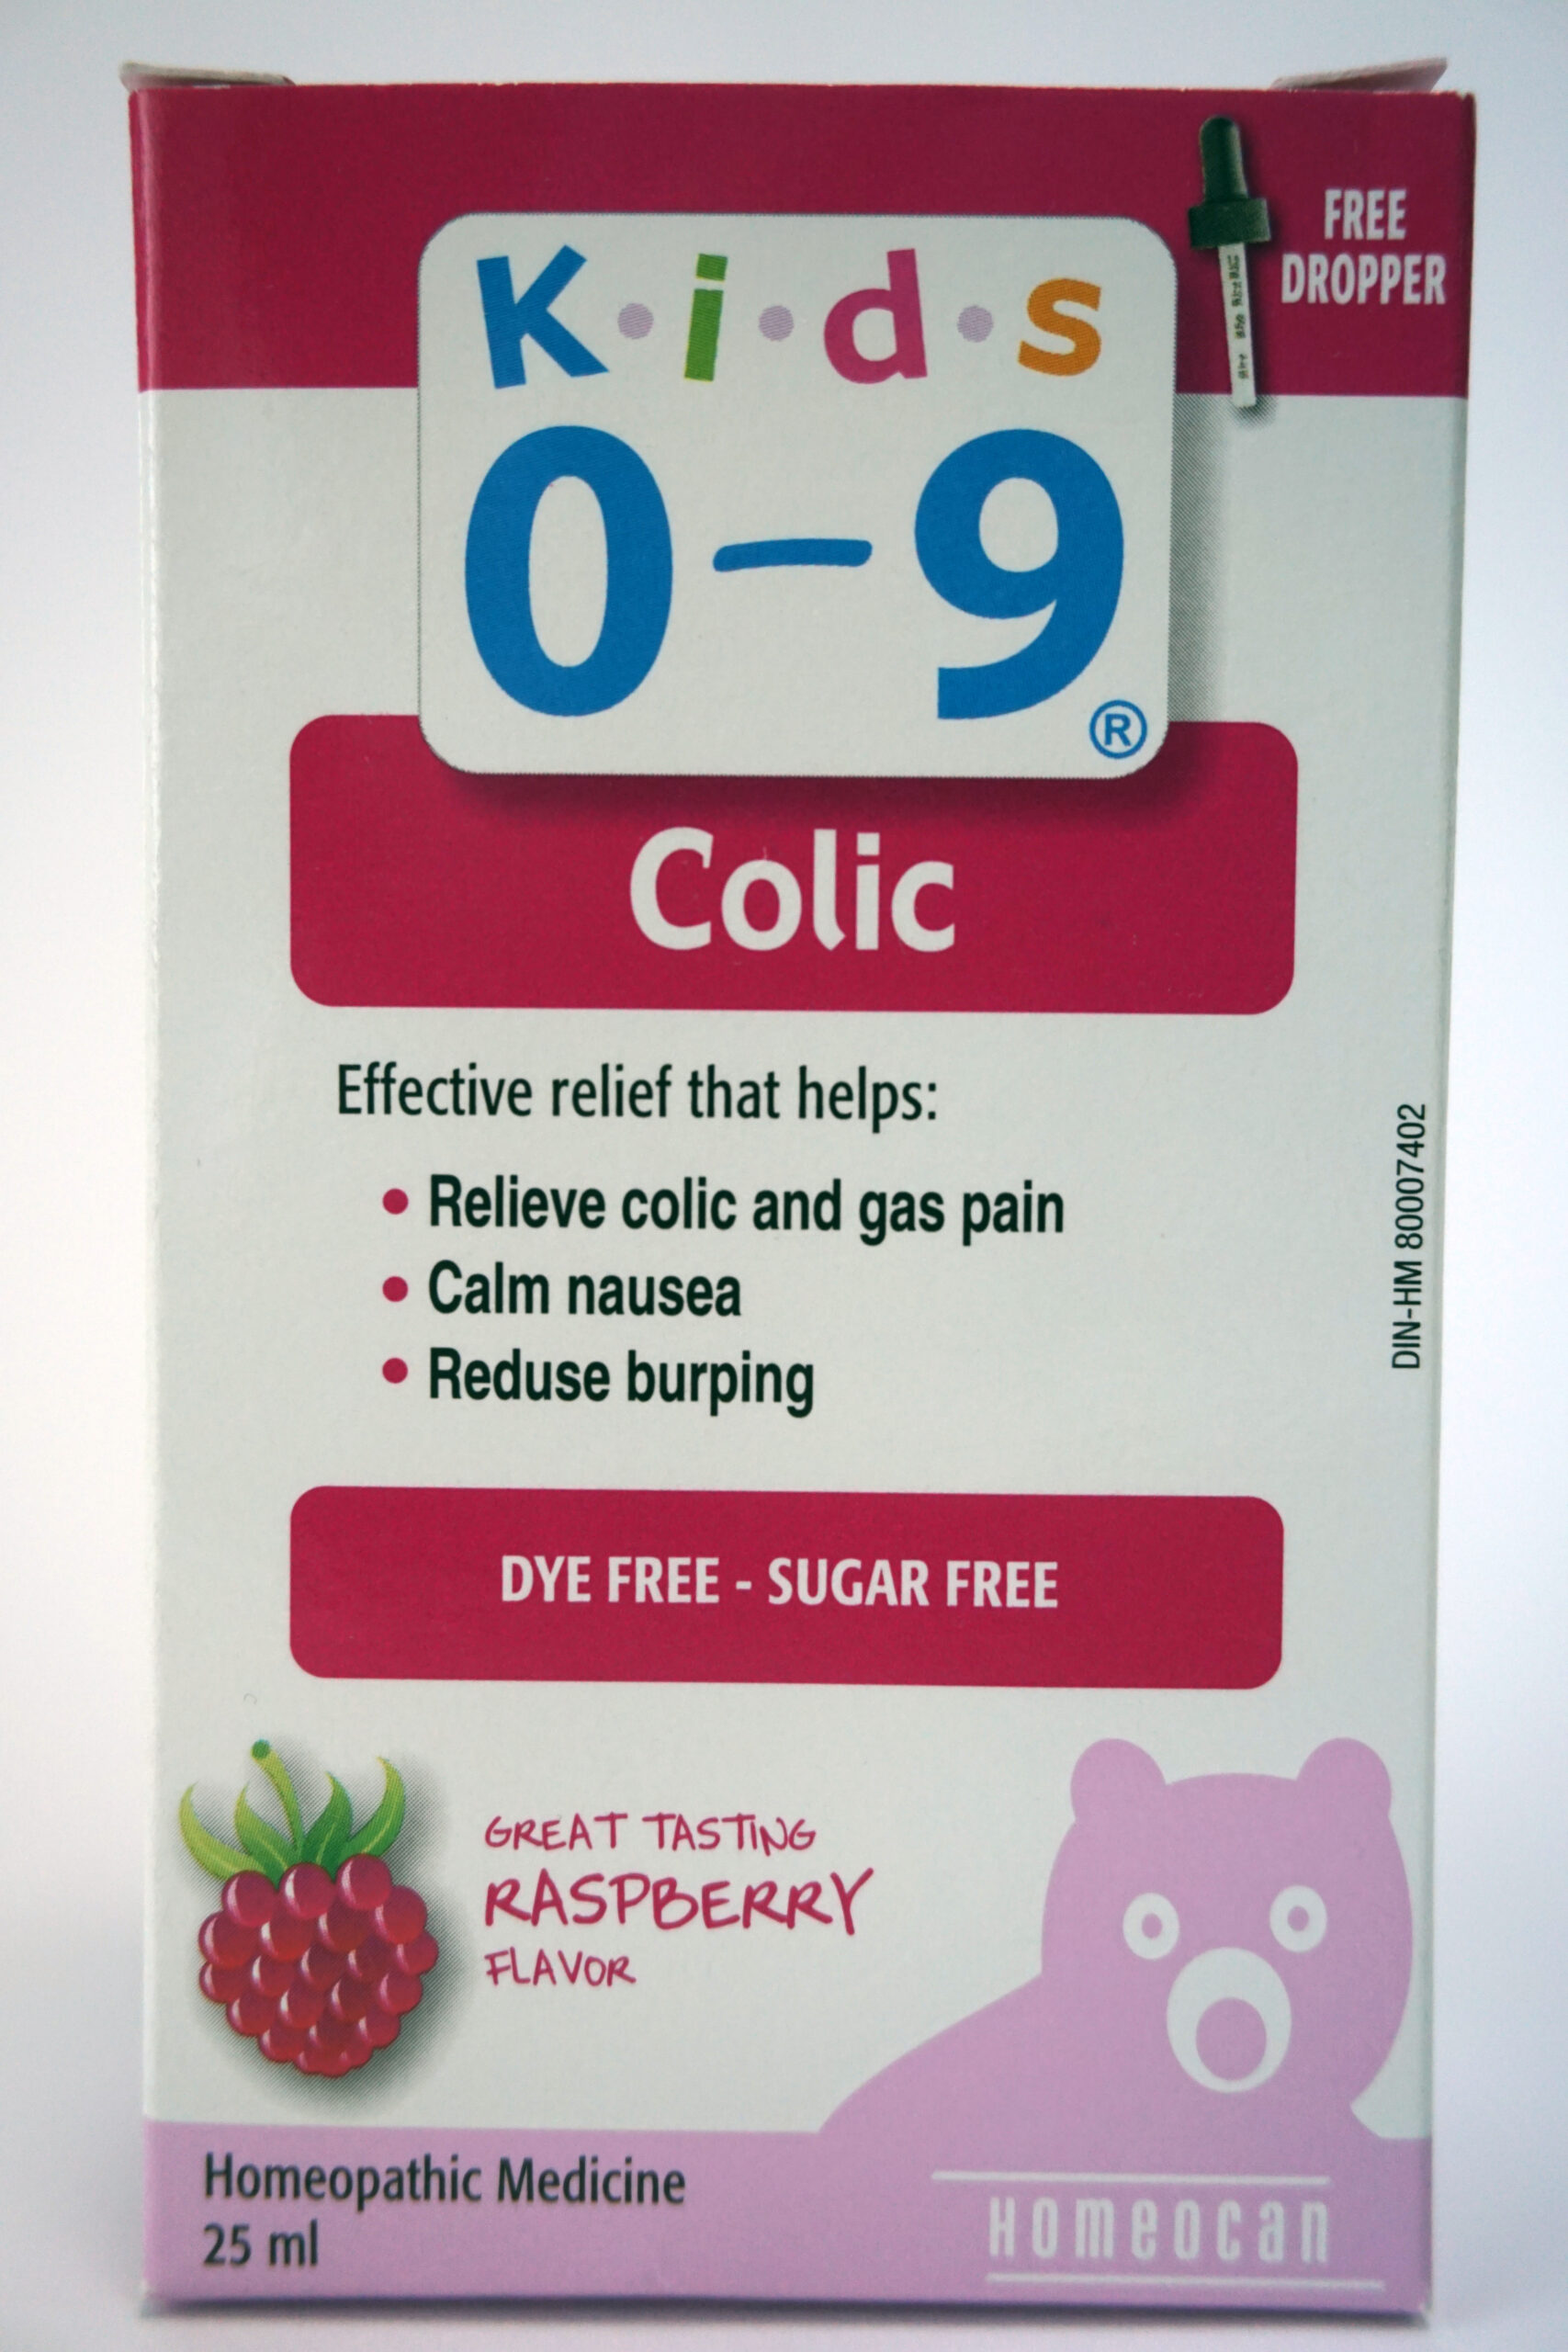 K·i·d·s
0–9®
FREE
DROPPER
Colic
Effective relief that helps:
• Relieve colic and gas pain
• Calm nausea
• Reduse burping
DIN-HM 80007402
DYE FREE - SUGAR FREE
GREAT TASTING
RASPBERRY
FLAVOR
Homeopathic Medicine
25 ml
HOMEOCAN